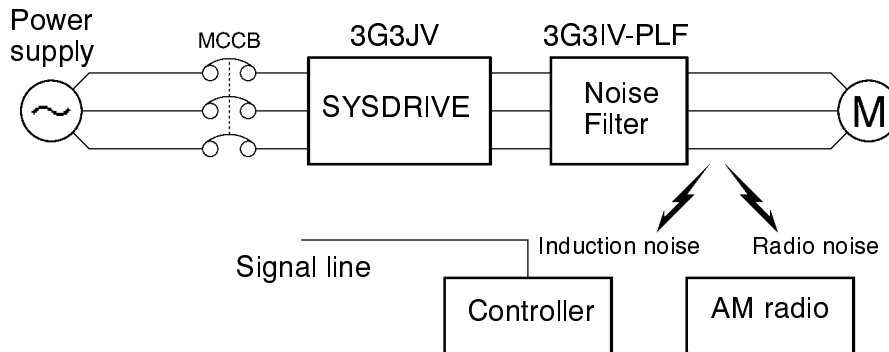 Power
supply
MCCB
3G3JV
3G3IV-PLF
SYSDRIVE
Noise
Filter
M
Induction noise
Radio noise
Signal line
Controller
AM radio